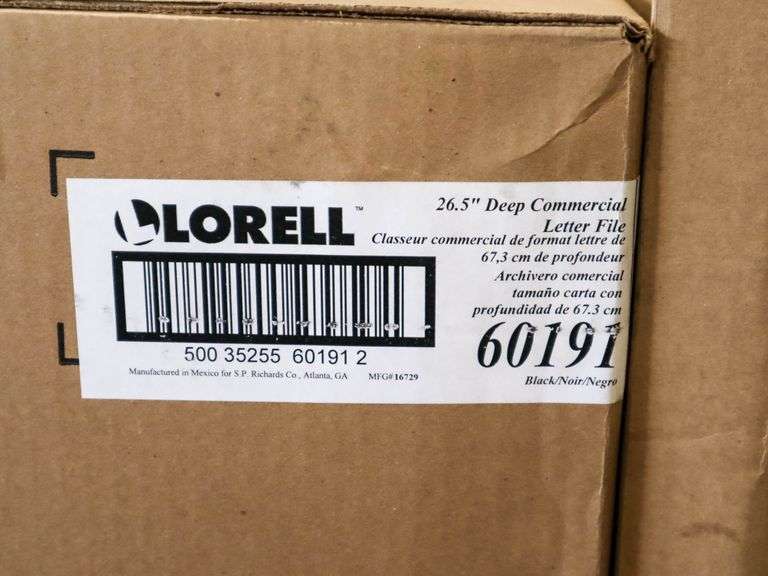 LORELL™
26.5" Deep Commercial
Letter File
Classeur commercial de format lettre de
67,3 cm de profondeur
Archivero comercial
tamaño carta con
profundidad de 67.3 cm
60191
Black/Noir/Negro
500 35255 60191 2
Manufactured in Mexico for S.P. Richards Co., Atlanta, GA MFG# 16729